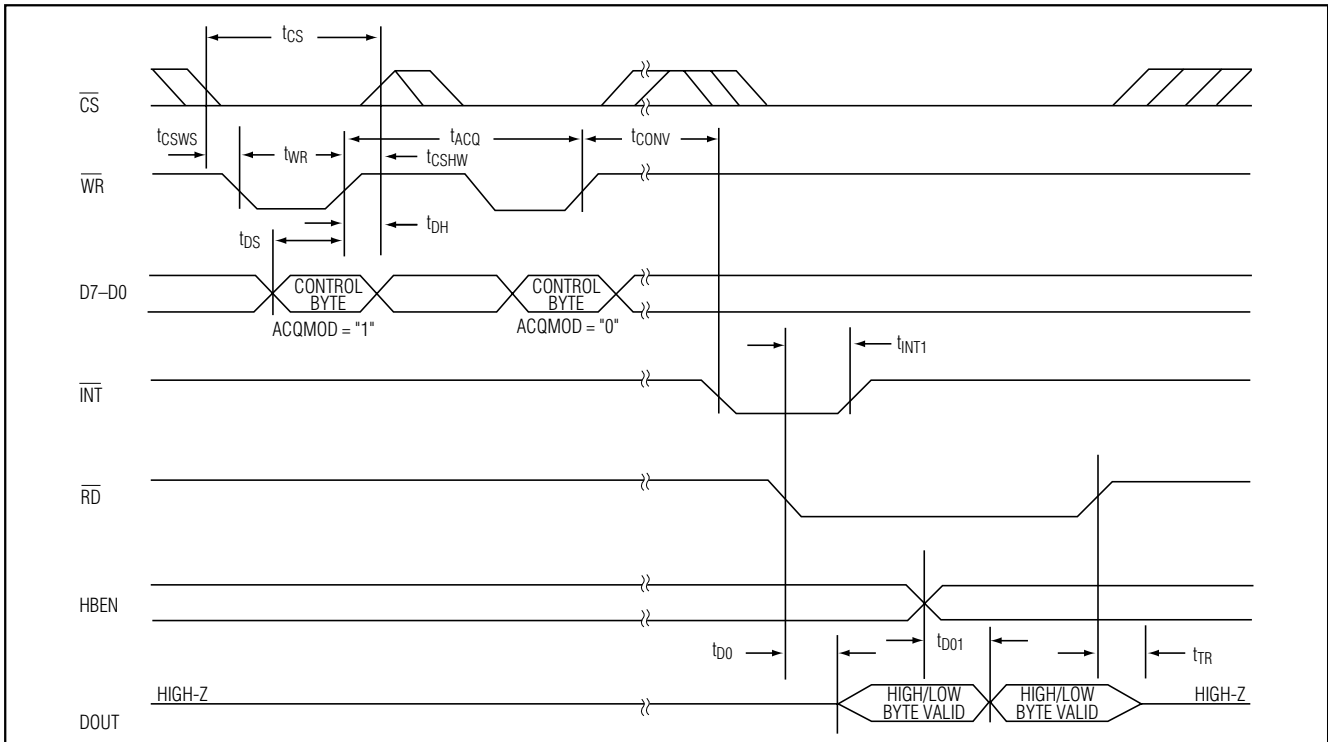 tCS
CS
tCSWS
tWR
tACQ
tCSHW
tCONV
WR
tDS
tDH
D7–D0
CONTROL
BYTE
CONTROL
BYTE
ACQMOD = "1"
ACQMOD = "0"
tINT1
INT
RD
HBEN
tD0
tD01
tTR
HIGH-Z
HIGH/LOW
BYTE VALID
HIGH/LOW
BYTE VALID
HIGH-Z
DOUT